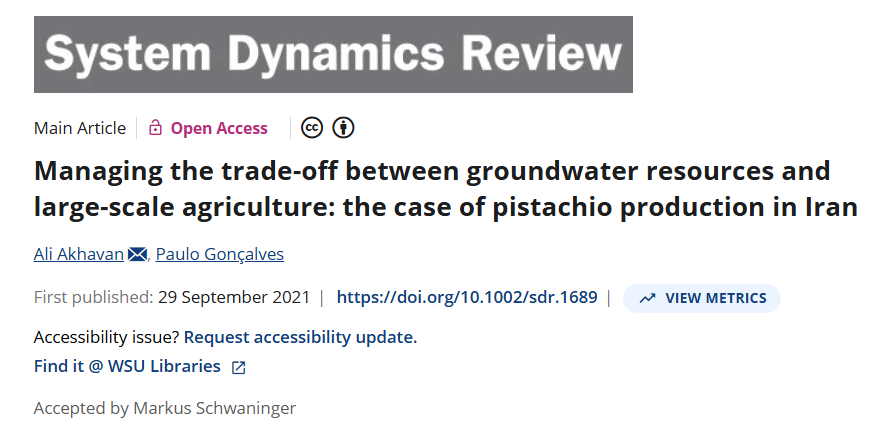 System Dynamics Review
Main Article Open Access cc
Managing the trade-off between groundwater resources and
large-scale agriculture: the case of pistachio production in Iran
Ali Akhavan, Paulo Gonçalves
First published: 29 September 2021 | https://doi.org/10.1002/sdr.1689 | VIEW METRICS
Accessibility issue? Request accessibility update.
Find it @ WSU Libraries
Accepted by Markus Schwaninger